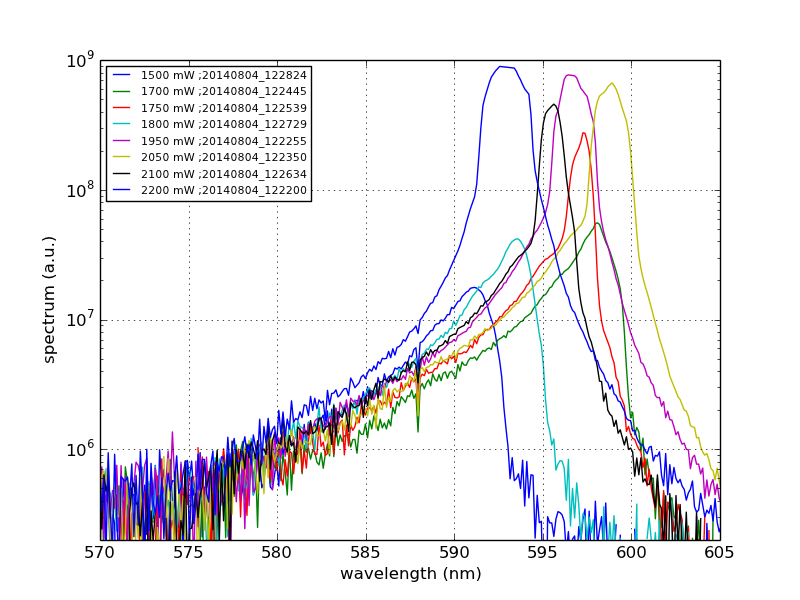 10^9
1500 mW ;20140804_122824
1700 mW ;20140804_122445
1750 mW ;20140804_122539
1800 mW ;20140804_122729
1950 mW ;20140804_122255
2050 mW ;20140804_122350
2100 mW ;20140804_122634
2200 mW ;20140804_122200
10^8
10^7
10^6
spectrum (a.u.)
570 575 580 585 590 595 600 605
wavelength (nm)